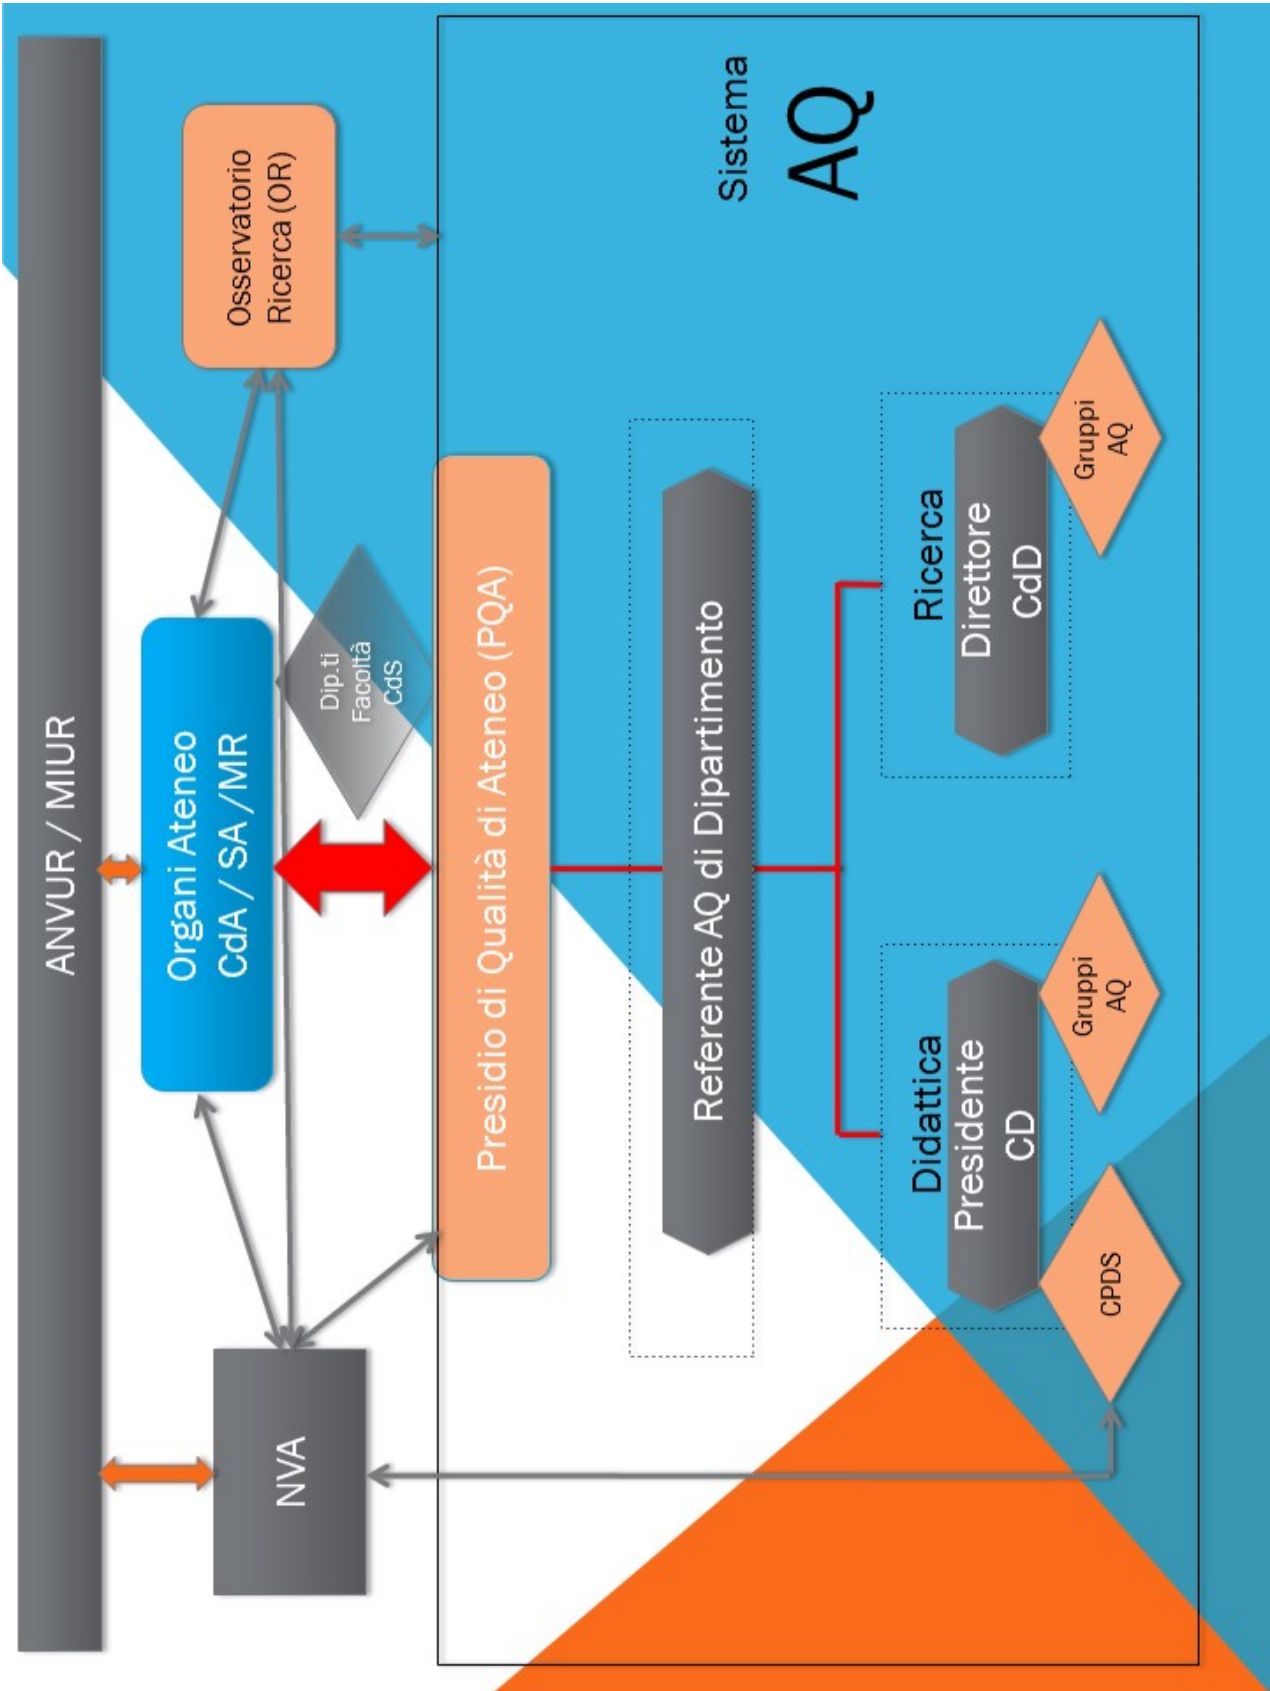 ANVUR / MIUR
NVA
Organi Ateneo
CdA / SA /MR
Osservatorio
Ricerca (OR)
Dip.ti
Facoltà
CdS
Presidio di Qualità di Ateneo (PQA)
Referente AQ di Dipartimento
Sistema
AQ
Didattica
Presidente
CD
Ricerca
Direttore
CdD
CPDS
Gruppi
AQ
Gruppi
AQ